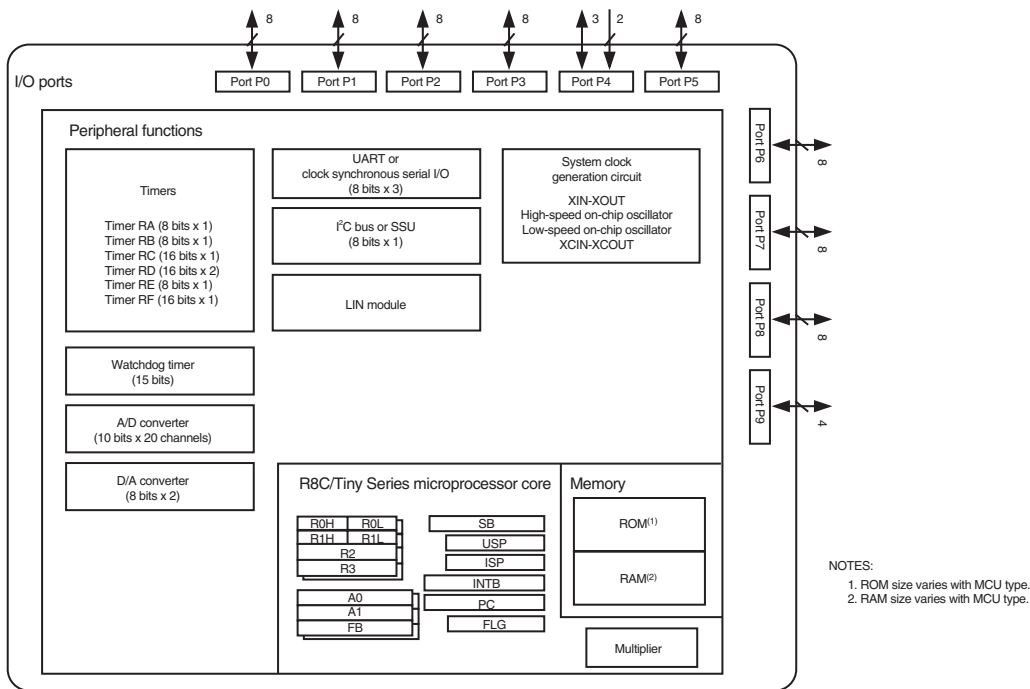 8
8
8
8
3
2
8
I/O ports
Port P0
Port P1
Port P2
Port P3
Port P4
Port P5
Port P6
8
Port P7
8
Port P8
8
Port P9
4
Peripheral functions
Timers
Timer RA (8 bits x 1)
Timer RB (8 bits x 1)
Timer RC (16 bits x 1)
Timer RD (16 bits x 2)
Timer RE (8 bits x 1)
Timer RF (16 bits x 1)
UART or
clock synchronous serial I/O
(8 bits x 3)
I²C bus or SSU
(8 bits x 1)
LIN module
System clock
generation circuit
XIN-XOUT
High-speed on-chip oscillator
Low-speed on-chip oscillator
XCIN-XCOUT
Watchdog timer
(15 bits)
A/D converter
(10 bits x 20 channels)
D/A converter
(8 bits x 2)
R8C/Tiny Series microprocessor core
R0H
R0L
R1H
R1L
R2
R3
A0
A1
FB
SB
USP
ISP
INTB
PC
FLG
Memory
ROM(1)
RAM(2)
Multiplier
NOTES:
1. ROM size varies with MCU type.
2. RAM size varies with MCU type.